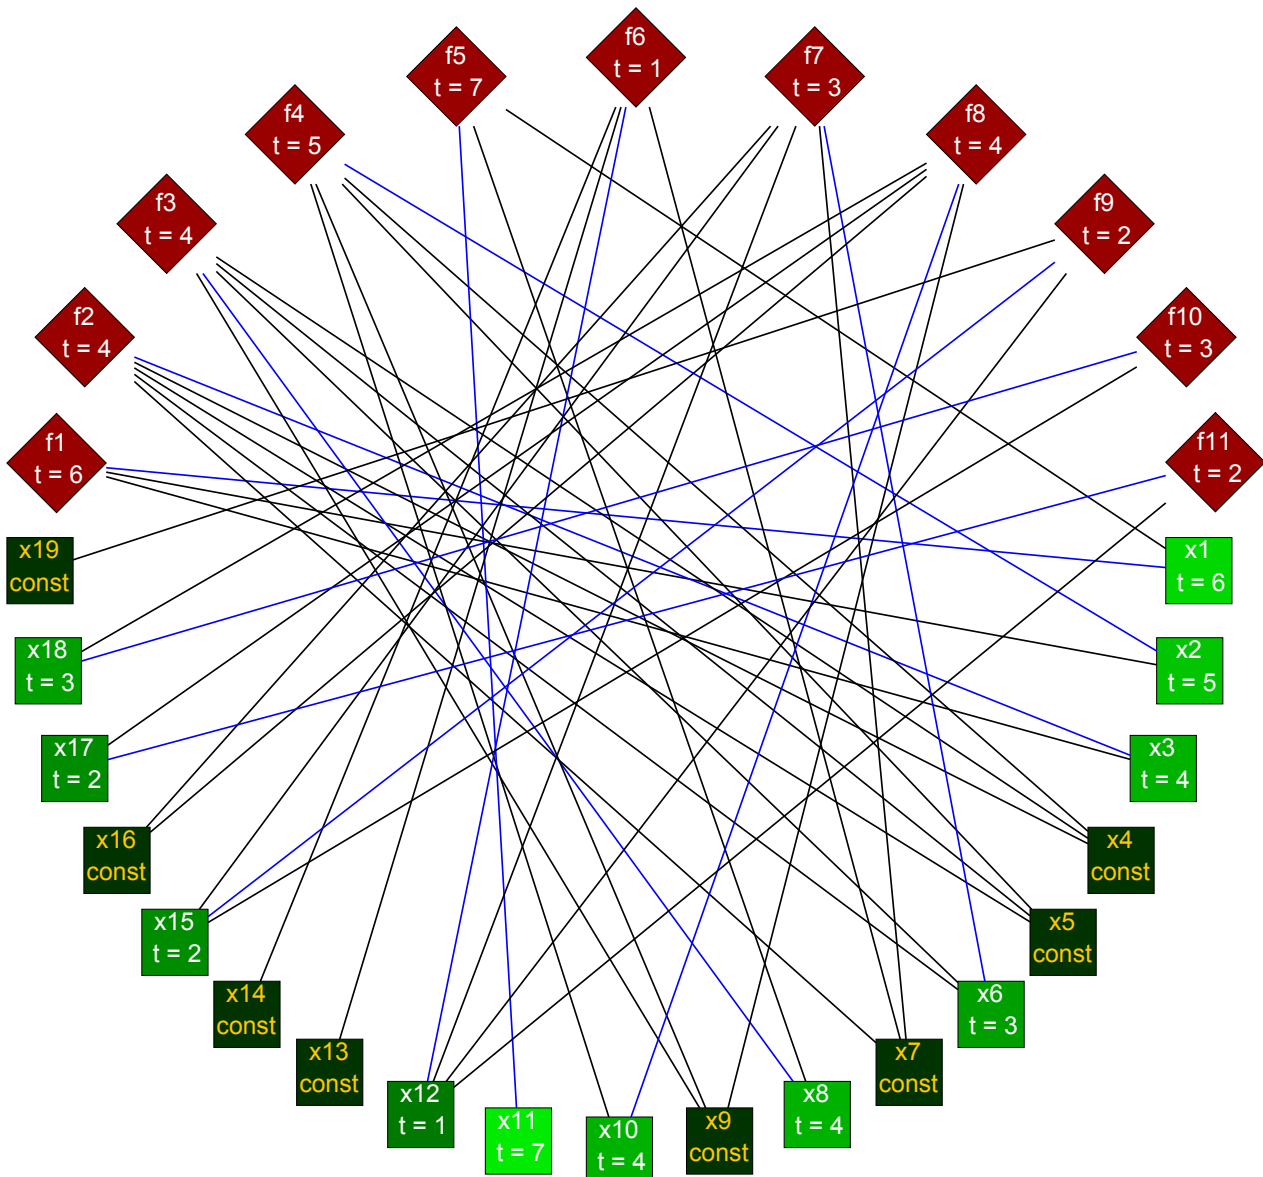 f6
t = 1
f5
t = 7
f7
t = 3
f4
t = 5
f8
t = 4
f3
t = 4
f9
t = 2
f2
t = 4
f10
t = 3
f1
t = 6
f11
t = 2
x19
const
x1
t = 6
x18
t = 3
x2
t = 5
x17
t = 2
x3
t = 4
x16
const
x4
const
x15
t = 2
x5
const
x14
const
x6
t = 3
x13
const
x7
const
x12
t = 1
x8
t = 4
x11
t = 7
x9
const
x10
t = 4